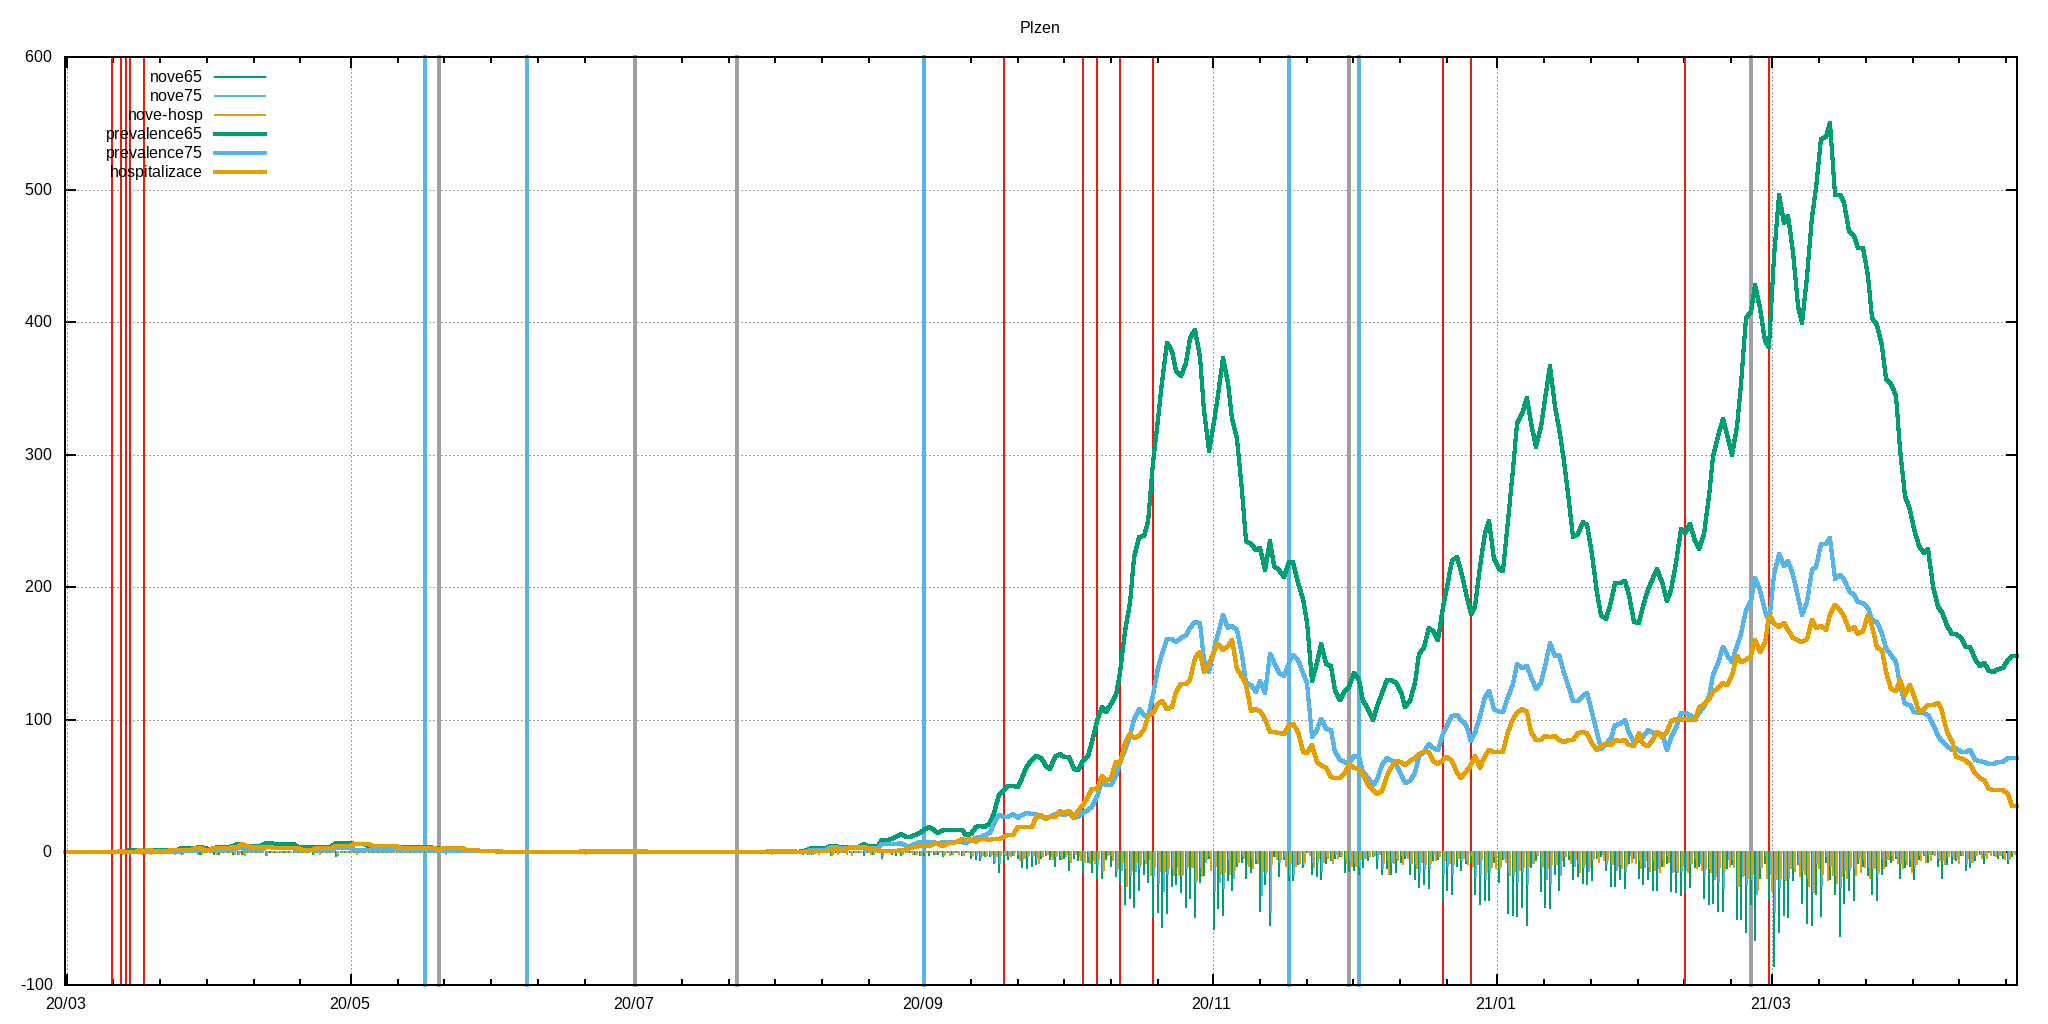 Plzen
600
nove65
nove75
nove-hosp
prevalence65
prevalence75
hospitalizace
500
400
300
200
100
0
-100
20/03 20/05 20/07 20/09 20/11 21/01 21/03